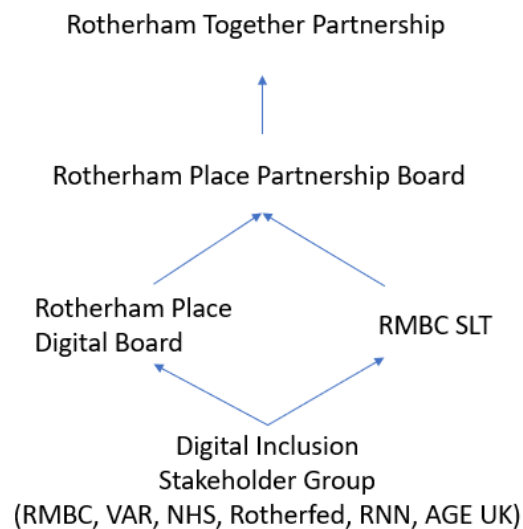 Rotherham Together Partnership
Rotherham Place Partnership Board
Rotherham Place
Digital Board
RMBC SLT
Digital Inclusion
Stakeholder Group
(RMBC, VAR, NHS, Rotherfed, RNN, AGE UK)